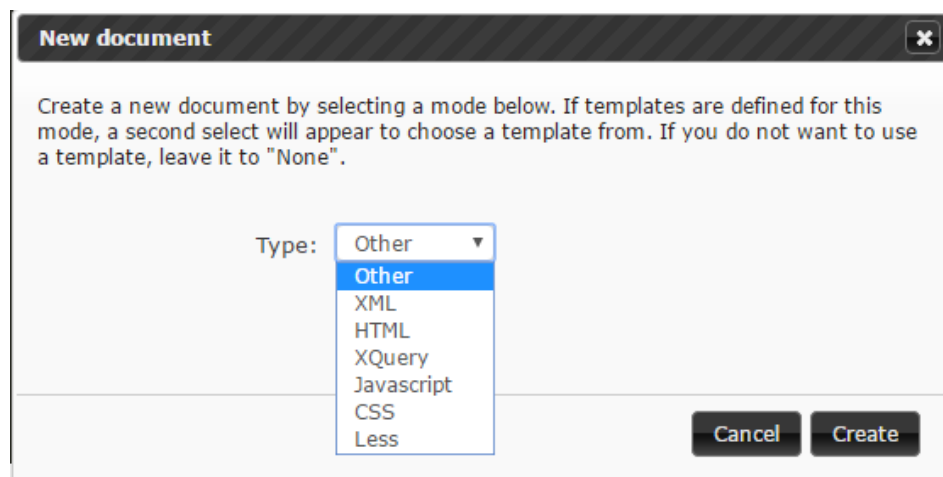 New document
Create a new document by selecting a mode below. If templates are defined for this
mode, a second select will appear to choose a template from. If you do not want to use
a template, leave it to "None".
Type: Other
Other
XML
HTML
XQuery
Javascript
CSS
Less
Cancel Create